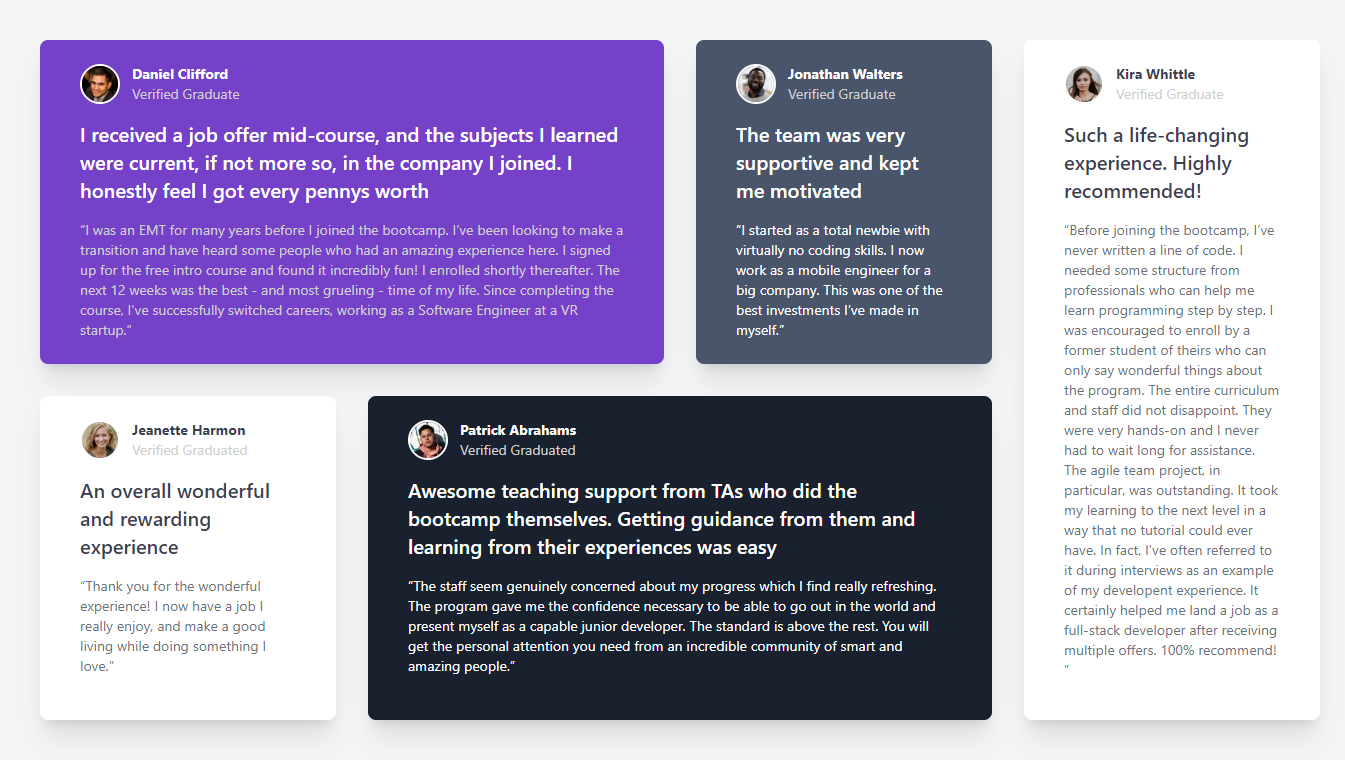 Daniel Clifford
Verified Graduate
I received a job offer mid-course, and the subjects I learned
were current, if not more so, in the company I joined. I
honestly feel I got every pennys worth
“I was an EMT for many years before I joined the bootcamp. I’ve been looking to make a
transition and have heard some people who had an amazing experience here. I signed
up for the free intro course and found it incredibly fun! I enrolled shortly thereafter. The
next 12 weeks was the best - and most grueling - time of my life. Since completing the
course, I’ve successfully switched careers, working as a Software Engineer at a VR
startup.”
Jonathan Walters
Verified Graduate
The team was very
supportive and kept
me motivated
“I started as a total newbie with
virtually no coding skills. I now
work as a mobile engineer for a
big company. This was one of the
best investments I’ve made in
myself.”
Kira Whittle
Verified Graduate
Such a life-changing
experience. Highly
recommended!
“Before joining the bootcamp, I’ve
never written a line of code. I
needed some structure from
professionals who can help me
learn programming step by step. I
was encouraged to enroll by a
former student of theirs who can
only say wonderful things about
the program. The entire curriculum
and staff did not disappoint. They
were very hands-on and I never
had to wait long for assistance.
The agile team project, in
particular, was outstanding. It took
my learning to the next level in a
way that no tutorial could ever
have. In fact, I’ve often referred to
it during interviews as an example
of my developent experience. It
certainly helped me land a job as a
full-stack developer after receiving
multiple offers. 100% recommend!
”
Jeanette Harmon
Verified Graduated
An overall wonderful
and rewarding
experience
“Thank you for the wonderful
experience! I now have a job I
really enjoy, and make a good
living while doing something I
love.”
Patrick Abrahams
Verified Graduated
Awesome teaching support from TAs who did the
bootcamp themselves. Getting guidance from them and
learning from their experiences was easy
“The staff seem genuinely concerned about my progress which I find really refreshing.
The program gave me the confidence necessary to be able to go out in the world and
present myself as a capable junior developer. The standard is above the rest. You will
get the personal attention you need from an incredible community of smart and
amazing people.”